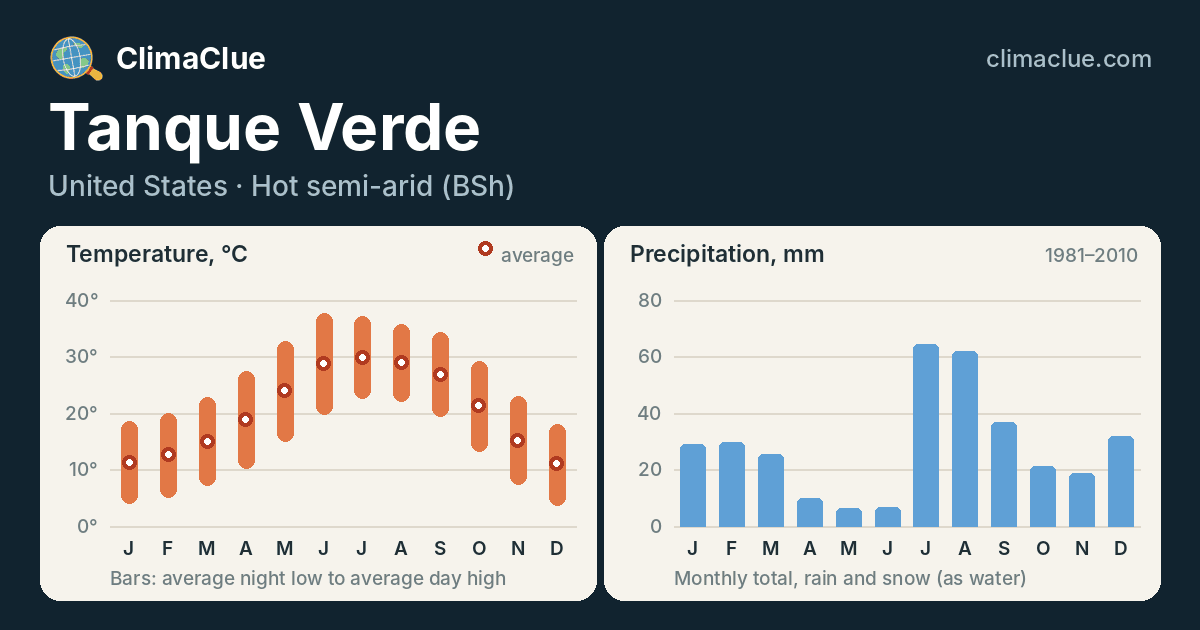 ClimaClue
climaclue.com
Tanque Verde
United States · Hot semi-arid (BSh)
Temperature, °C
average
40°
30°
20°
10°
0°
J F M A M J J A S O N D
Bars: average night low to average day high
Precipitation, mm
1981–2010
80
60
40
20
0
J F M A M J J A S O N D
Monthly total, rain and snow (as water)